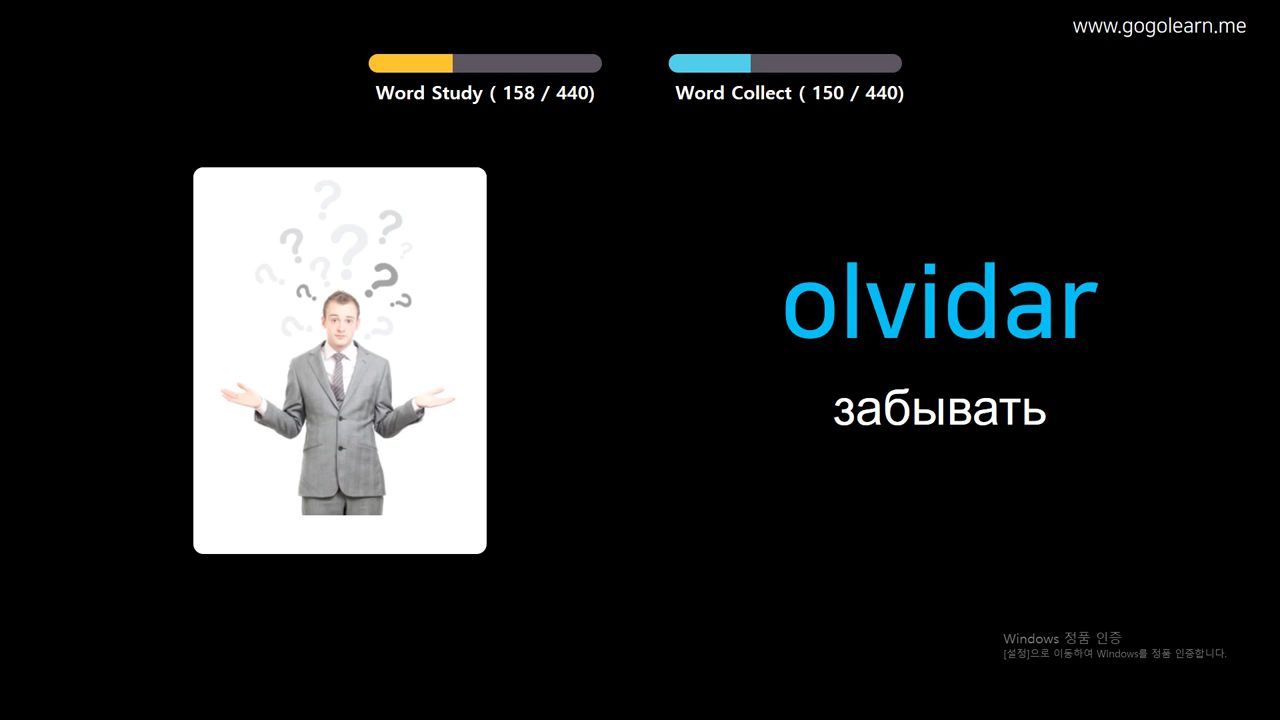 www.gogolearn.me
Word Study ( 158 / 440)
Word Collect ( 150 / 440)
olvidar
забывать
Windows 정품 인증
[설정]으로 이동하여 Windows를 정품 인증합니다.